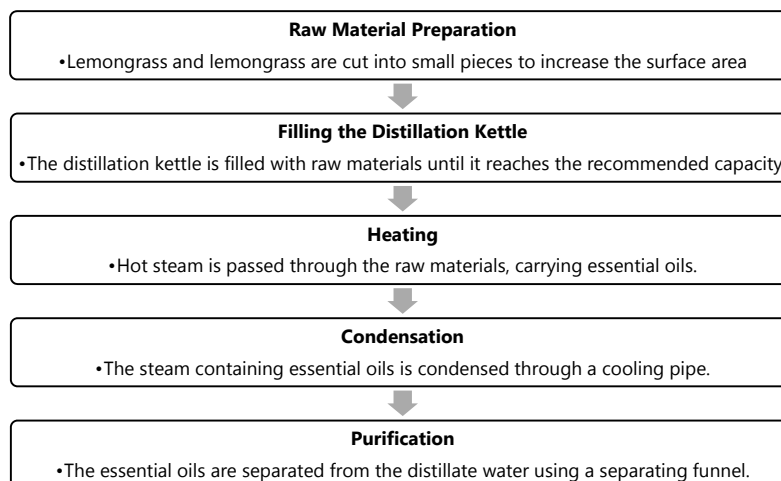 Raw Material Preparation
•Lemongrass and lemongrass are cut into small pieces to increase the surface area
Filling the Distillation Kettle
•The distillation kettle is filled with raw materials until it reaches the recommended capacity
Heating
•Hot steam is passed through the raw materials, carrying essential oils.
Condensation
•The steam containing essential oils is condensed through a cooling pipe.
Purification
•The essential oils are separated from the distillate water using a separating funnel.